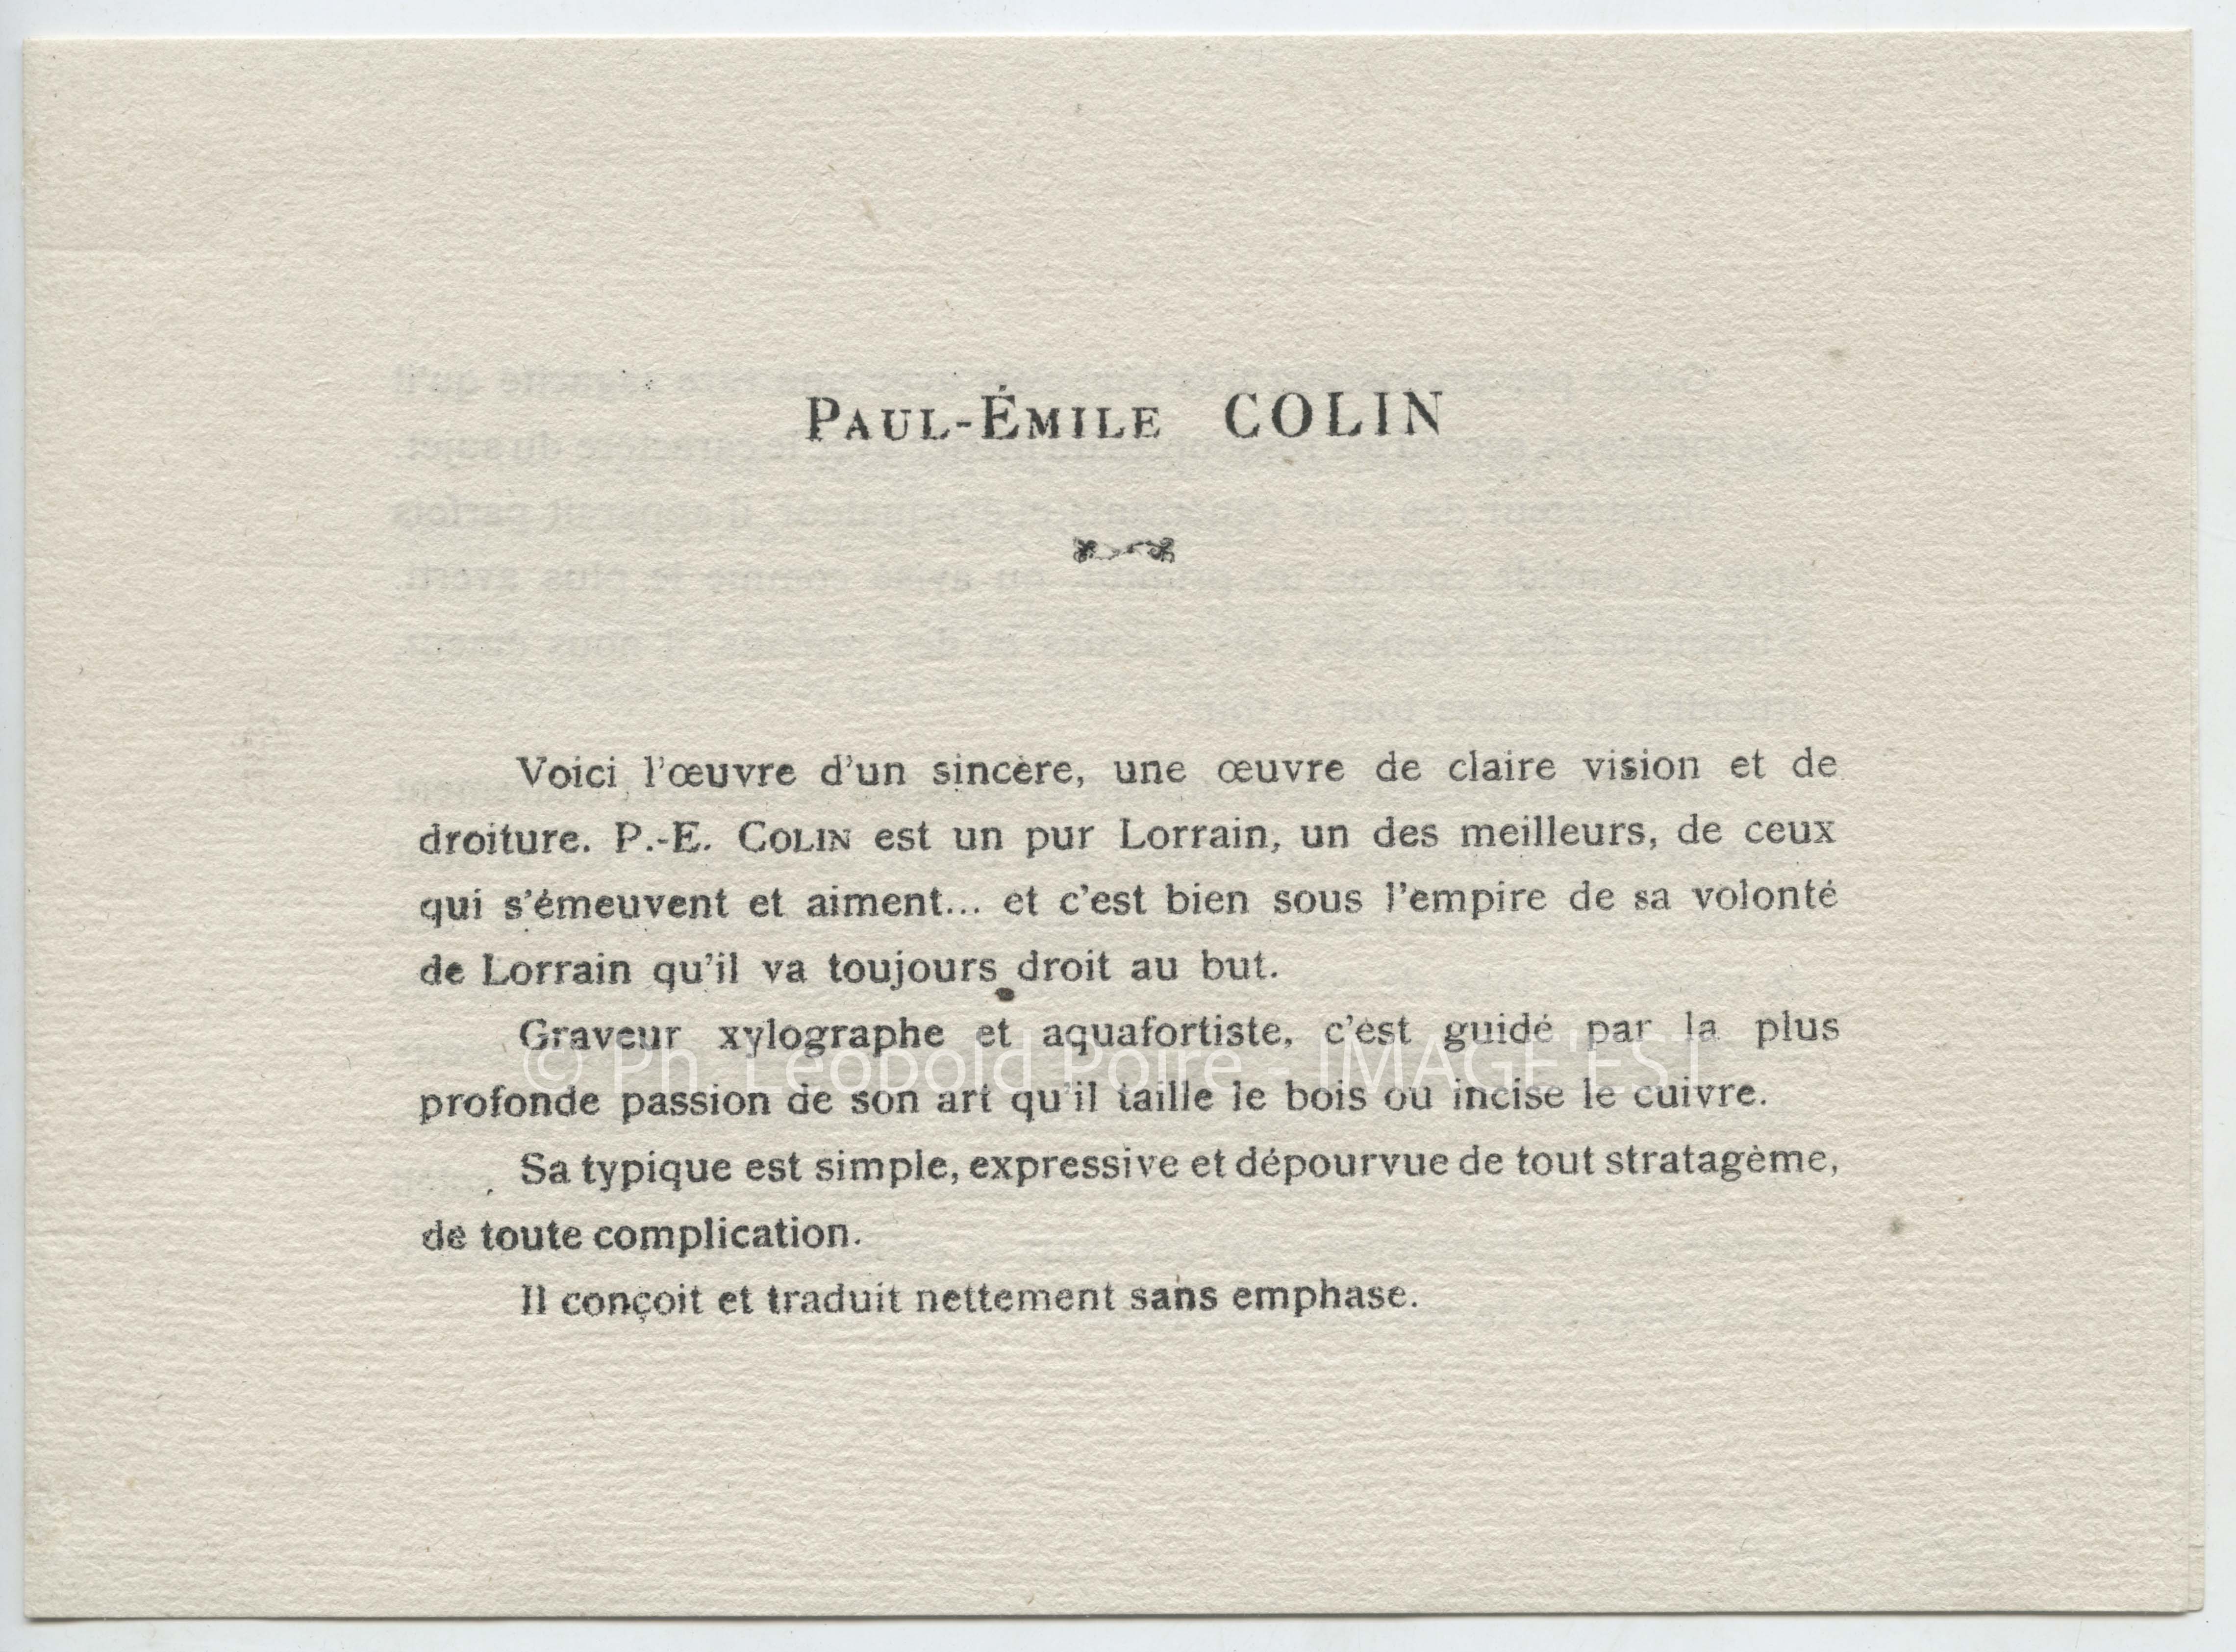 PAUL-ÉMILE COLIN
Voici l'œuvre d'un sincère, une œuvre de claire vision et de
droiture. P.-E. COLIN est un pur Lorrain, un des meilleurs, de ceux
qui s'émeuvent et aiment... et c'est bien sous l'empire de sa volonté
de Lorrain qu'il va toujours droit au but.
Graveur xylographe et aquafortiste, c'est guidé par la plus
© Ph. Léopold Poiré - IMAGE'EST
profonde passion de son art qu'il taille le bois ou incise le cuivre.
Sa typique est simple, expressive et dépourvue de tout stratagème,
de toute complication.
Il conçoit et traduit nettement sans emphase.